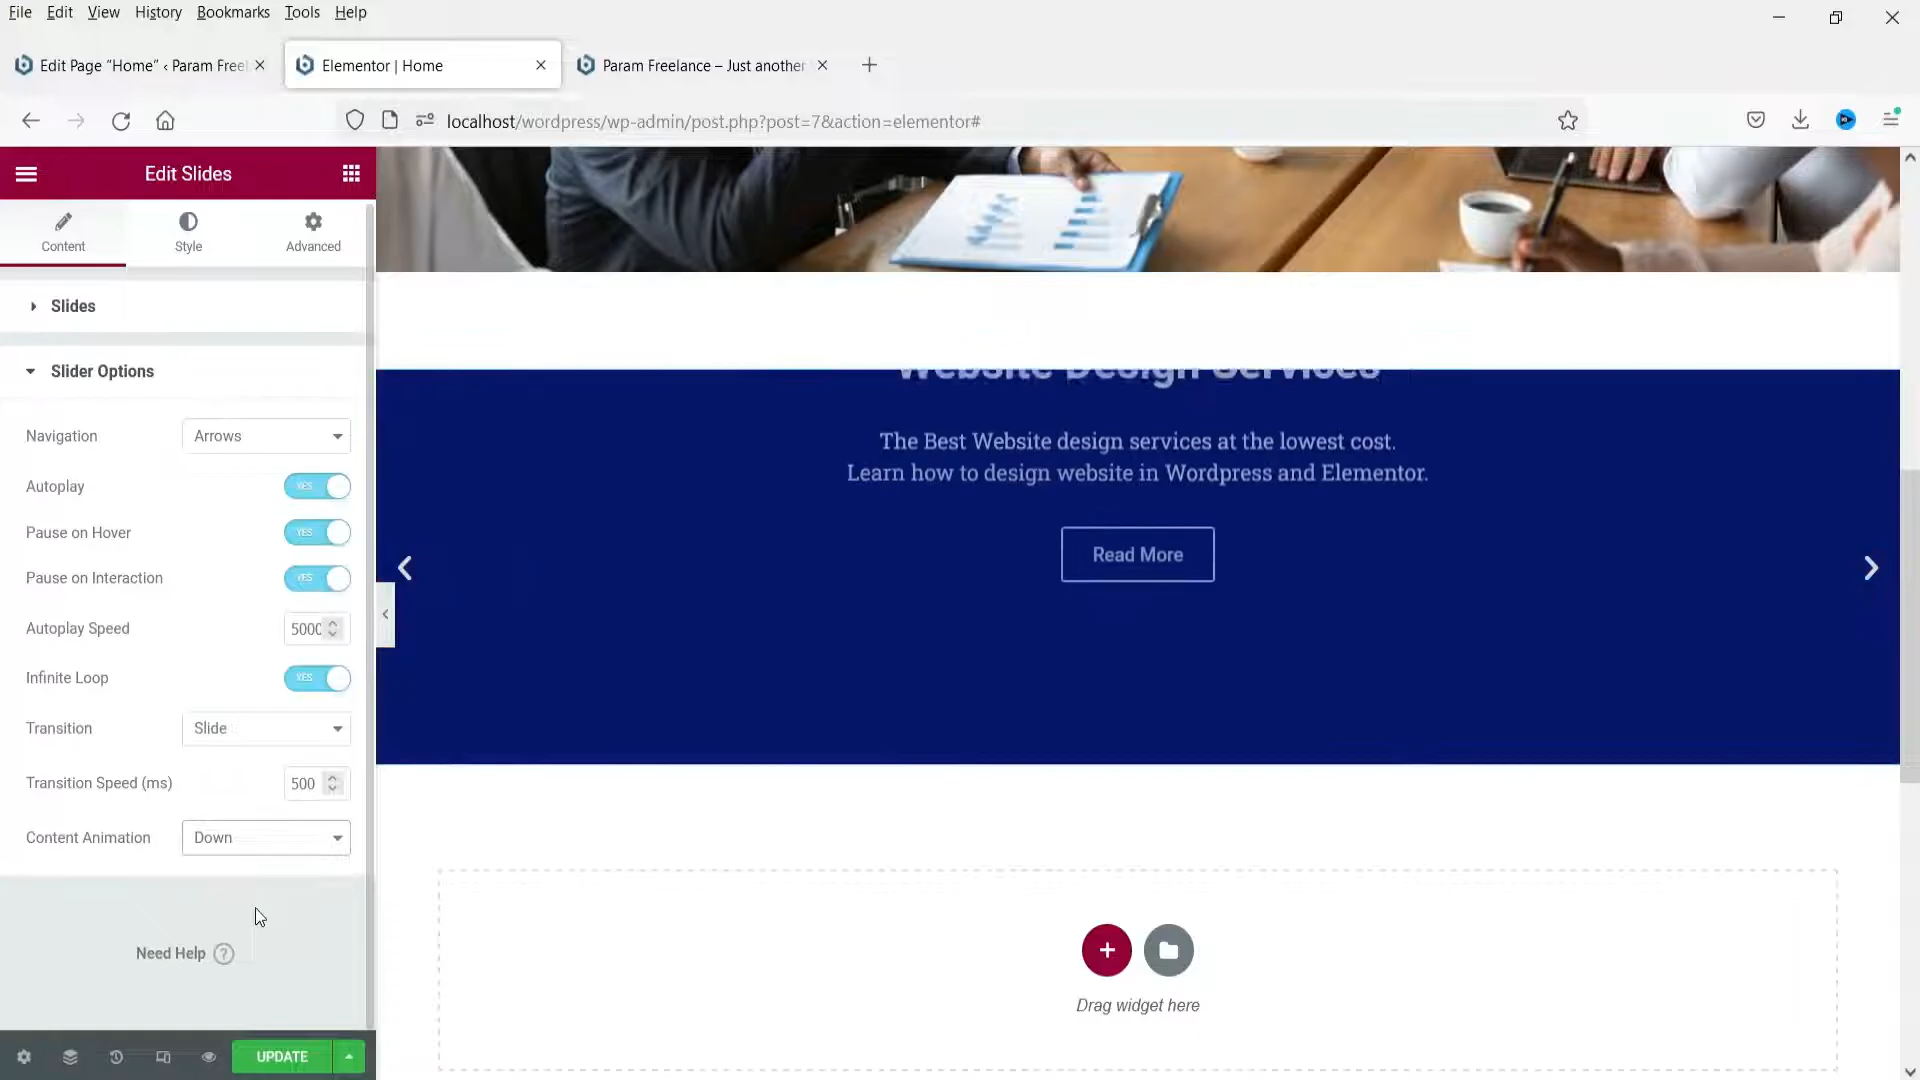 File Edit View History Bookmarks Tools Help
Edit Page “Home” ‹ Param Free
Elementor | Home
Param Freelance – Just another
localhost/wordpress/wp-admin/post.php?post=7&action=elementor#
Edit Slides
Content
Style
Advanced
Slides
Slider Options
Navigation
Arrows
Autoplay
YES
Pause on Hover
YES
Pause on Interaction
YES
Autoplay Speed
5000
Infinite Loop
YES
Transition
Slide
Transition Speed (ms)
500
Content Animation
Down
Need Help ?
UPDATE
Website Design Services
The Best Website design services at the lowest cost.
Learn how to design website in Wordpress and Elementor.
Read More
Drag widget here